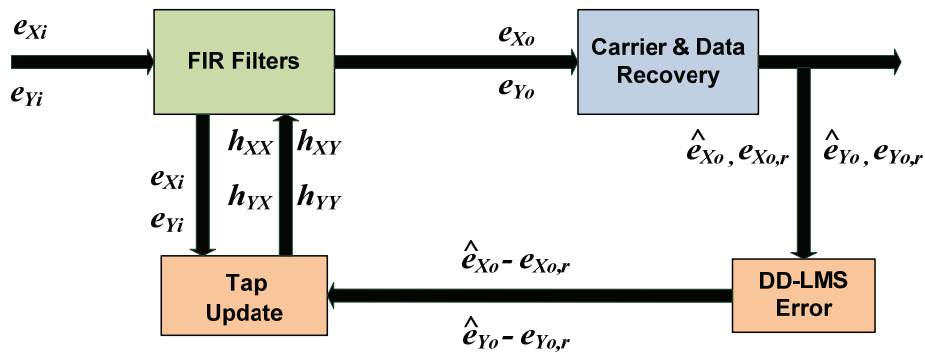 e_Xi
e_Yi
FIR Filters
e_Xo
e_Yo
Carrier & Data
Recovery
h_XX h_XY
h_YX h_YY
e_Xi
e_Yi
ê_Xo, e_Xo,r ê_Yo, e_Yo,r
Tap
Update
ê_Xo - e_Xo,r
ê_Yo - e_Yo,r
DD-LMS
Error